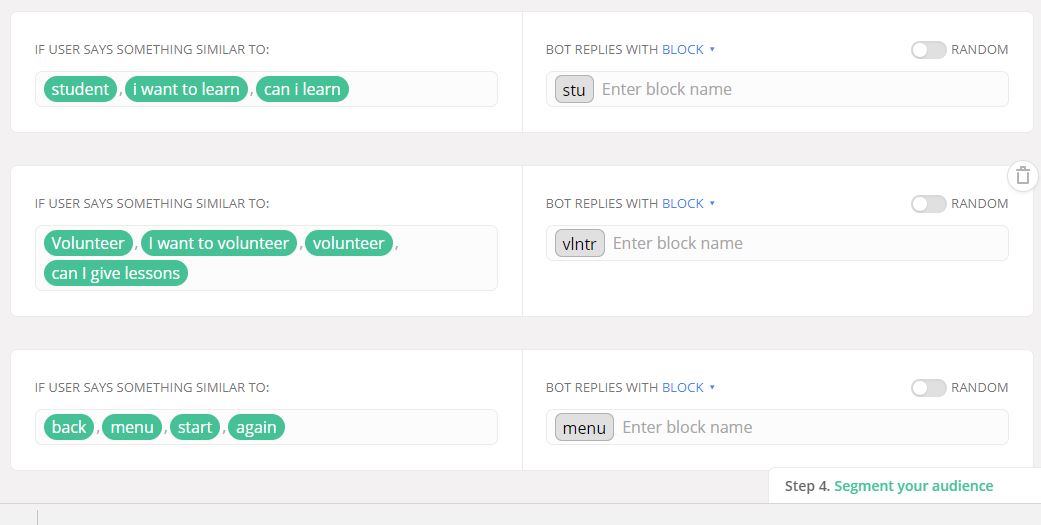 IF USER SAYS SOMETHING SIMILAR TO:
student , i want to learn , can i learn
BOT REPLIES WITH BLOCK ▾ RANDOM
stu Enter block name
IF USER SAYS SOMETHING SIMILAR TO:
Volunteer , I want to volunteer , volunteer ,
can I give lessons
BOT REPLIES WITH BLOCK ▾ RANDOM
vlntr Enter block name
IF USER SAYS SOMETHING SIMILAR TO:
back , menu , start , again
BOT REPLIES WITH BLOCK ▾ RANDOM
menu Enter block name
Step 4. Segment your audience